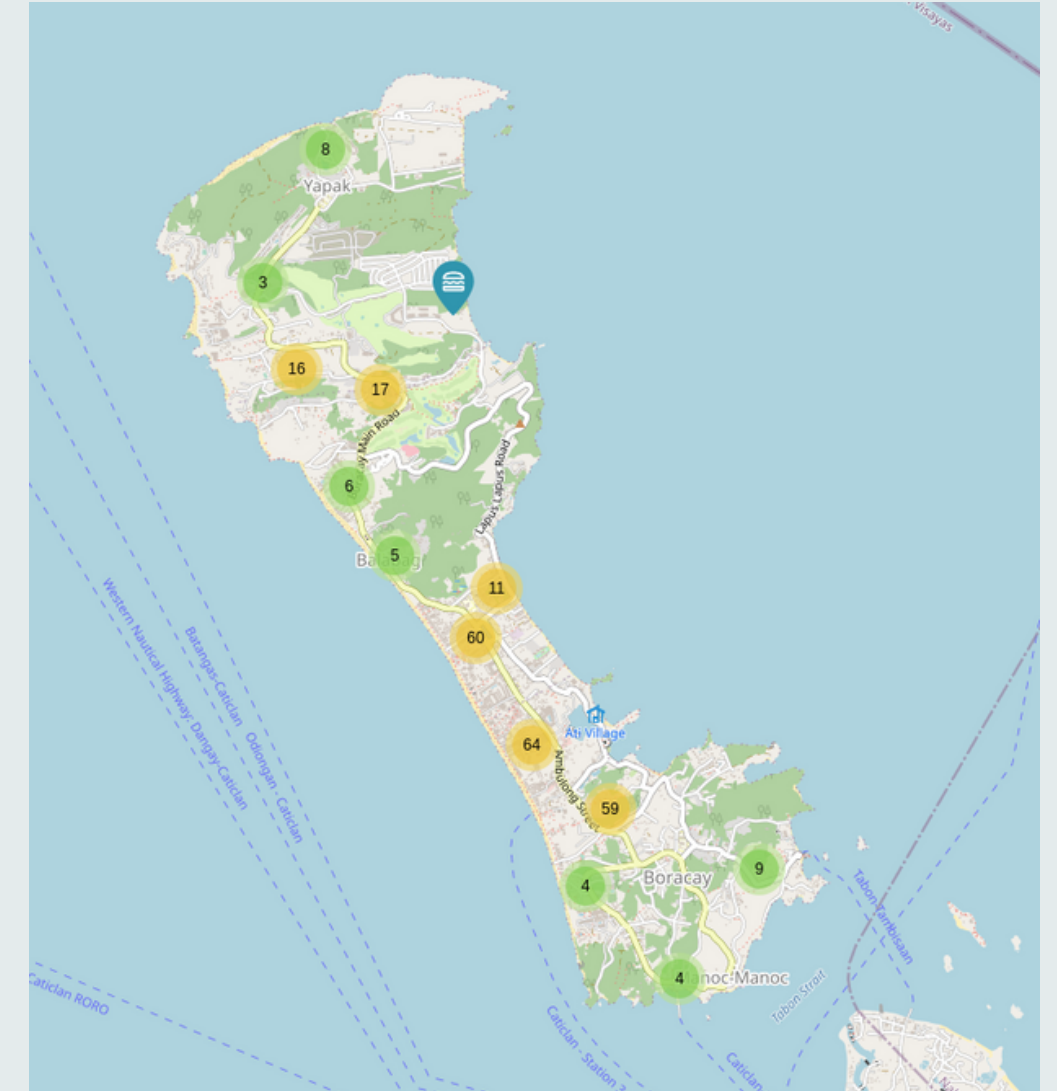 Visayas
8
Yapak
3
16
17
Main Road
6
Lapus Lapus Road
5
11
60
Ati Village
64
Ambulong Street
59
9
4
Boracay
4
Manoc-Manoc
Western Nautical Highway: Dangay-Caticlan
Batangas-Caticlan
Odiongan - Caticlan
Tabon-Tambisaan
Tabon Strait
Caticlan RORO
Caticlan - Station
Caticlan